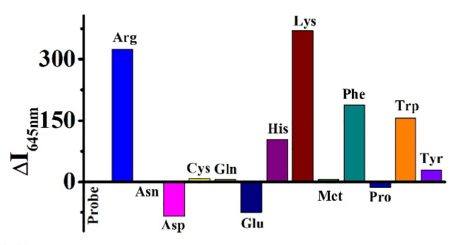 Lys
Arg
300
Phe
150
His
Trp
Cys Gln
Tyr
0
Probe
Asn
Met
Pro
Asp
Glu
ΔI645nm